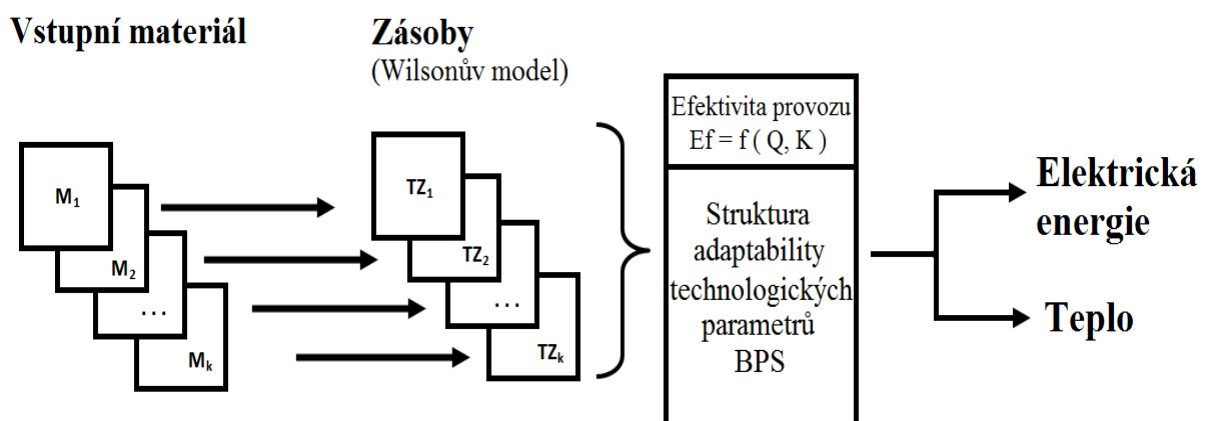 Vstupní materiál
Zásoby
(Wilsonův model)
M1
M2
...
Mk
TZ1
TZ2
...
TZk
Efektivita provozu
Ef = f ( Q, K )
Struktura
adaptability
technologických
parametrů
BPS
Elektrická
energie
Teplo